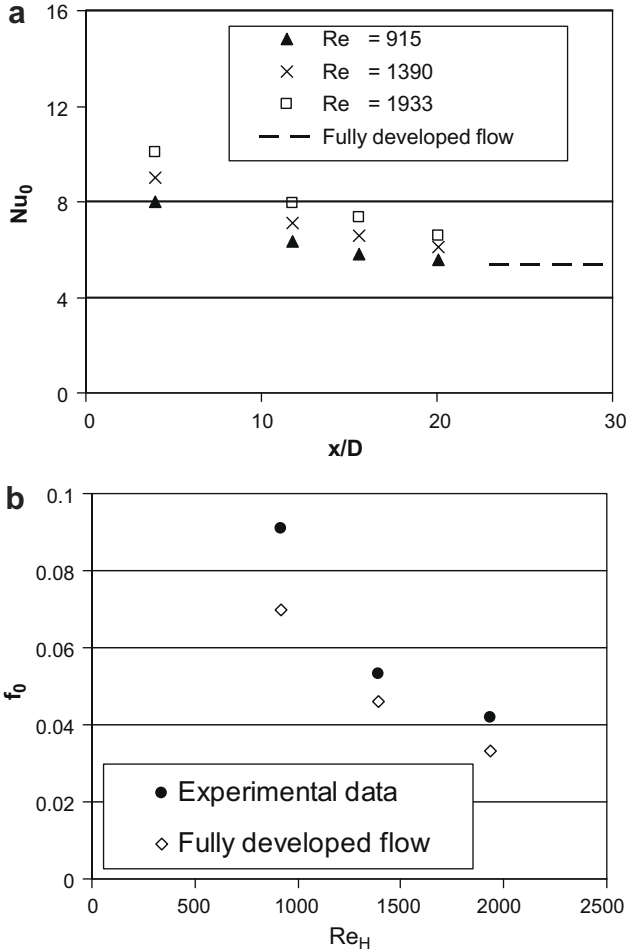 a
16
12
8
4
0
Nu0
Re = 915
Re = 1390
Re = 1933
Fully developed flow
0
10
20
30
x/D
b
0.1
0.08
0.06
0.04
0.02
0
f0
Experimental data
Fully developed flow
0
500
1000
1500
2000
2500
ReH